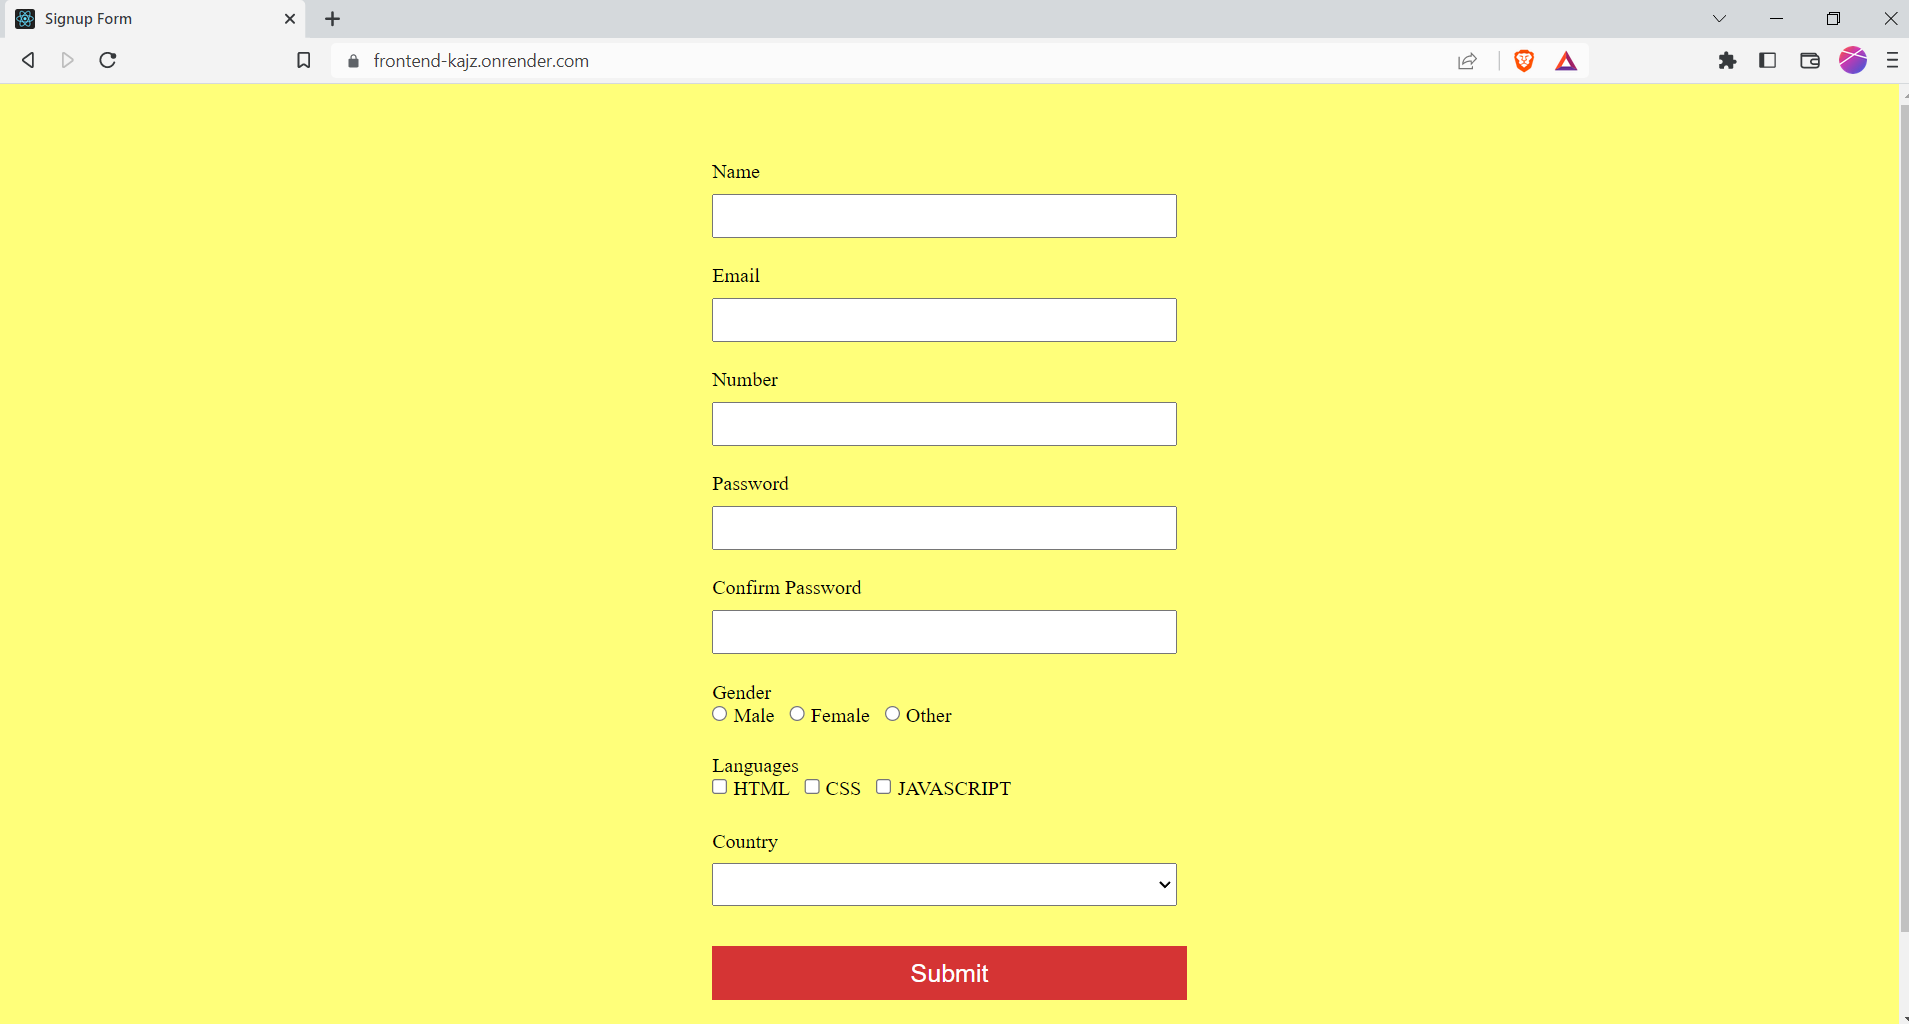 Signup Form
frontend-kajz.onrender.com
Name
Email
Number
Password
Confirm Password
Gender
Male Female Other
Languages
HTML CSS JAVASCRIPT
Country
Submit